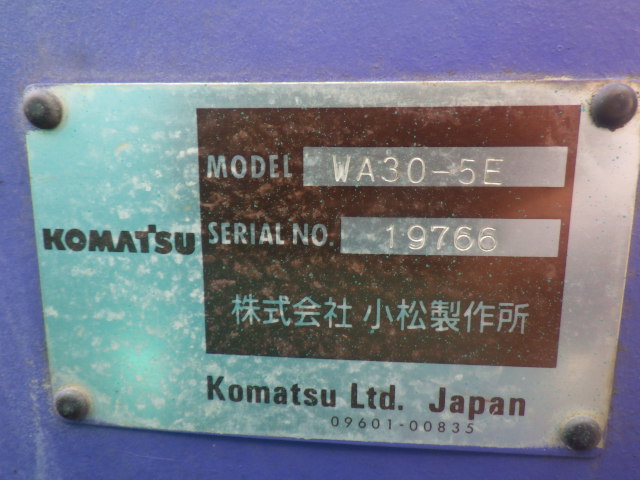 MODEL WA30-5E
KOMATSU
SERIAL NO. 19766
株式会社 小松製作所
Komatsu Ltd. Japan
09601-00835